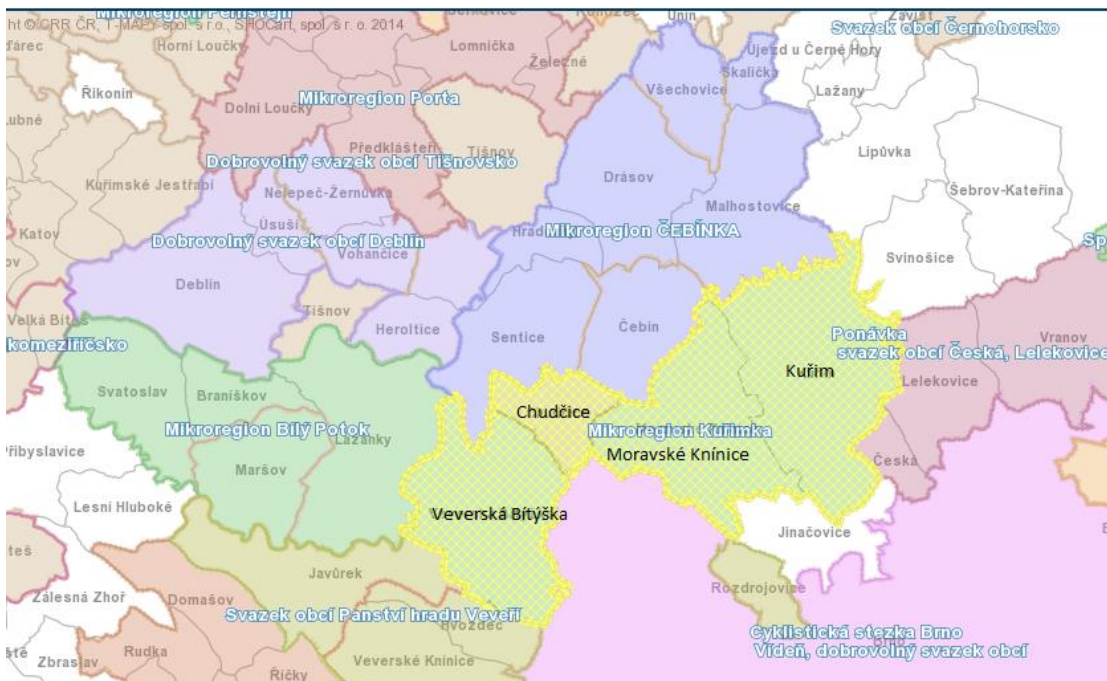 Mikroregion Pernštejn
ht © CRR ČR, T-MAPY spol. s r.o., SHOCart, spol. s r. o. 2014
Svazek obcí Černohorsko
Horní Loučky
Lomnička
Železné
Újezd u Černé Hory
Skalička
Všechovice
Lažany
Říkonín
Dolní Loučky
Mikroregion Porta
Předklášteří
Tišnov
Lipůvka
Dobrovolný svazek obcí Tišnovsko
Drásov
Šebrov-Kateřina
Kuřimské Jestřabí
Nelepeč-Žernůvka
Malhostovice
Katov
Úsuší
Mikroregion ČEBÍNKA
Dobrovolný svazek obcí Deblín
Vohančice
Svinošice
Deblín
Tišnov
Velká Bíteš
Heroltice
Sentice
Čebín
Ponávka
Vranov
svazek obcí Česká, Lelekovice
Kuřim
Lelekovice
Svatoslav
Braníškov
Chudčice
Mikroregion Bílý Potok
Lažánky
Mikroregion Kuřimka
Moravské Knínice
Maršov
Česká
Přibyslavice
Lesní Hluboké
Veverská Bítýška
Jinačovice
Javůrek
Rozdrojovice
Zálesná Zhoř
Domašov
Svazek obcí Panství hradu Veveří
Hvozdec
Cyklistická stezka Brno
Vídeň, dobrovolný svazek obcí
Rudka
Zbraslav
Říčky
Veverské Knínice